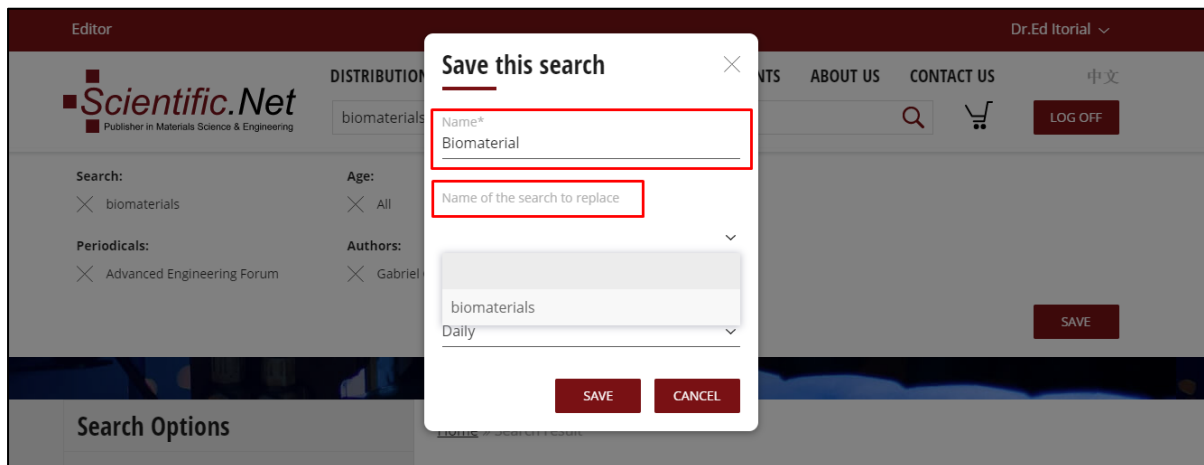 Editor
Dr.Ed Itorial
Scientific.Net
Publisher in Materials Science & Engineering
DISTRIBUTION
NTS
ABOUT US
CONTACT US
中文
biomaterials
LOG OFF
Search:
biomaterials
Age:
All
Periodicals:
Advanced Engineering Forum
Authors:
Gabriel
SAVE
Save this search
Name*
Biomaterial
Name of the search to replace
biomaterials
Daily
SAVE
CANCEL
Search Options
Home » Search result